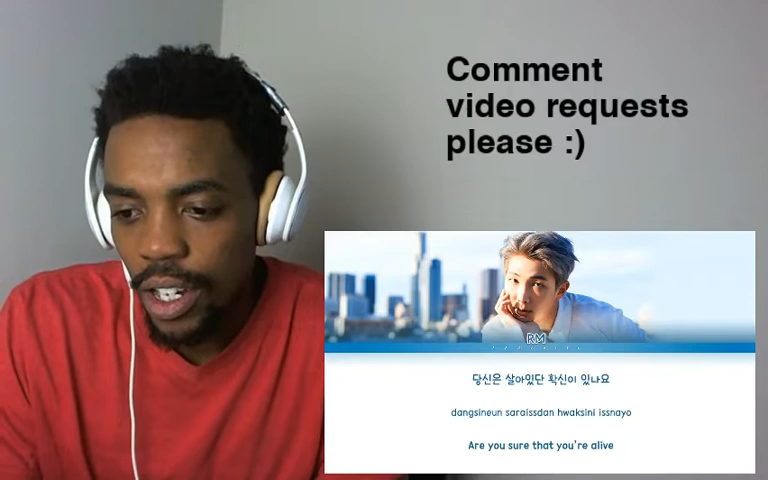 Comment
video requests
please :)
RM
당신은 살아있단 확신이 있나요
dangsineun saraissdan hwaksini issnayo
Are you sure that you're alive